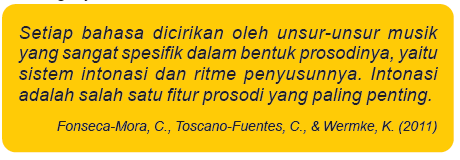 Setiap bahasa dicirikan oleh unsur-unsur musik
yang sangat spesifik dalam bentuk prosodinya, yaitu
sistem intonasi dan ritme penyusunnya. Intonasi
adalah salah satu fitur prosodi yang paling penting.
Fonseca-Mora, C., Toscano-Fuentes, C., & Wermke, K. (2011)